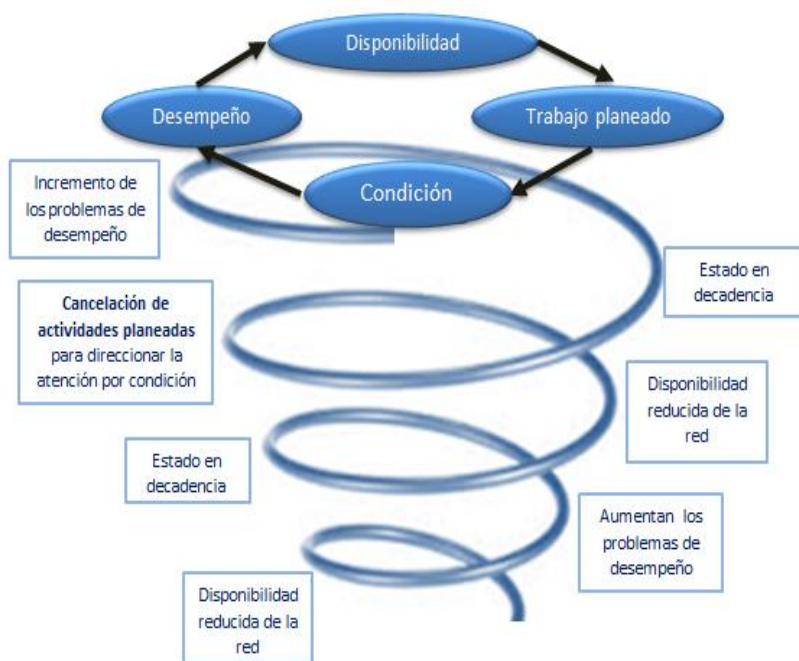 Disponibilidad
Desempeño
Trabajo planeado
Condición
Incremento de
los problemas de
desempeño
Estado en
decadencia
Cancelación de
actividades planeadas
para direccionar la
atención por condición
Disponibilidad
reducida de la
red
Estado en
decadencia
Aumentan los
problemas de
desempeño
Disponibilidad
reducida de la
red